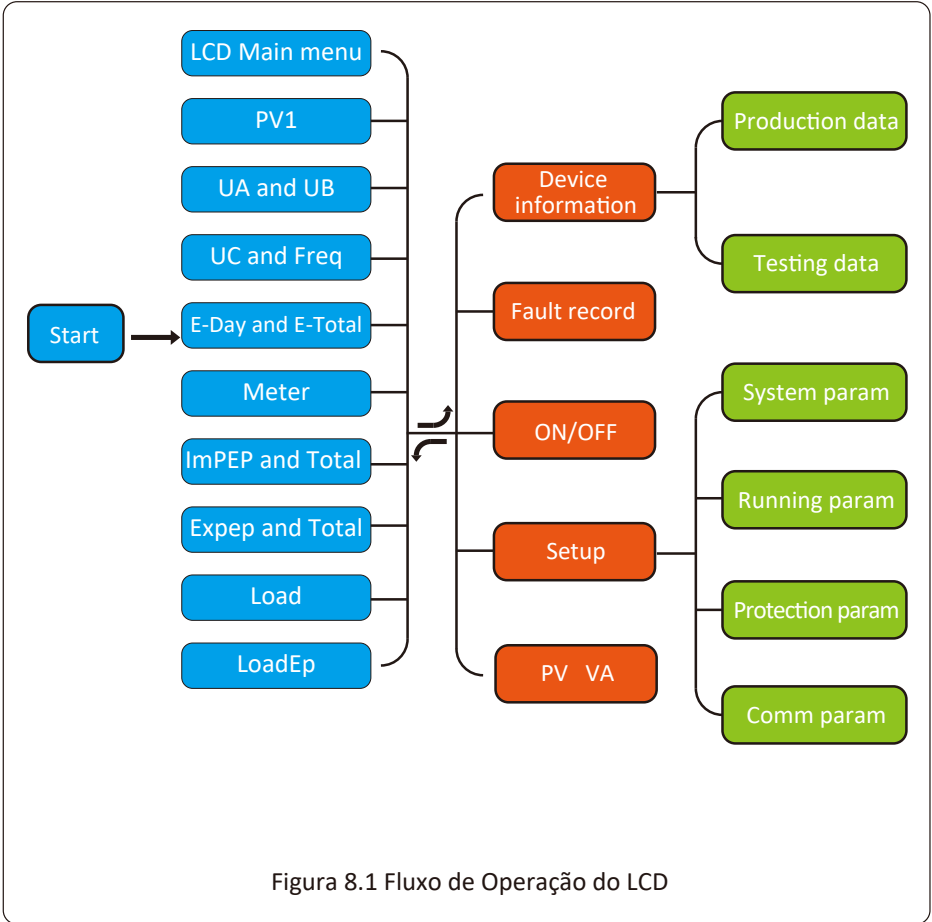 LCD Main menu
PV1
UA and UB
UC and Freq
Start
E-Day and E-Total
Meter
ImPEP and Total
Expep and Total
Load
LoadEp
Device
information
Fault record
ON/OFF
Setup
PV VA
Production data
Testing data
System param
Running param
Protection param
Comm param
Figura 8.1 Fluxo de Operação do LCD